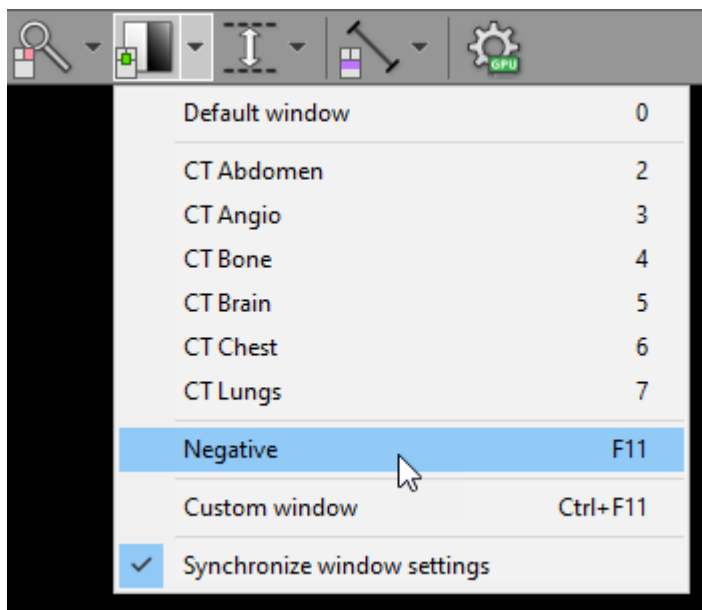 GPU
Default window 0
CT Abdomen 2
CT Angio 3
CT Bone 4
CT Brain 5
CT Chest 6
CT Lungs 7
Negative F11
Custom window Ctrl+F11
Synchronize window settings